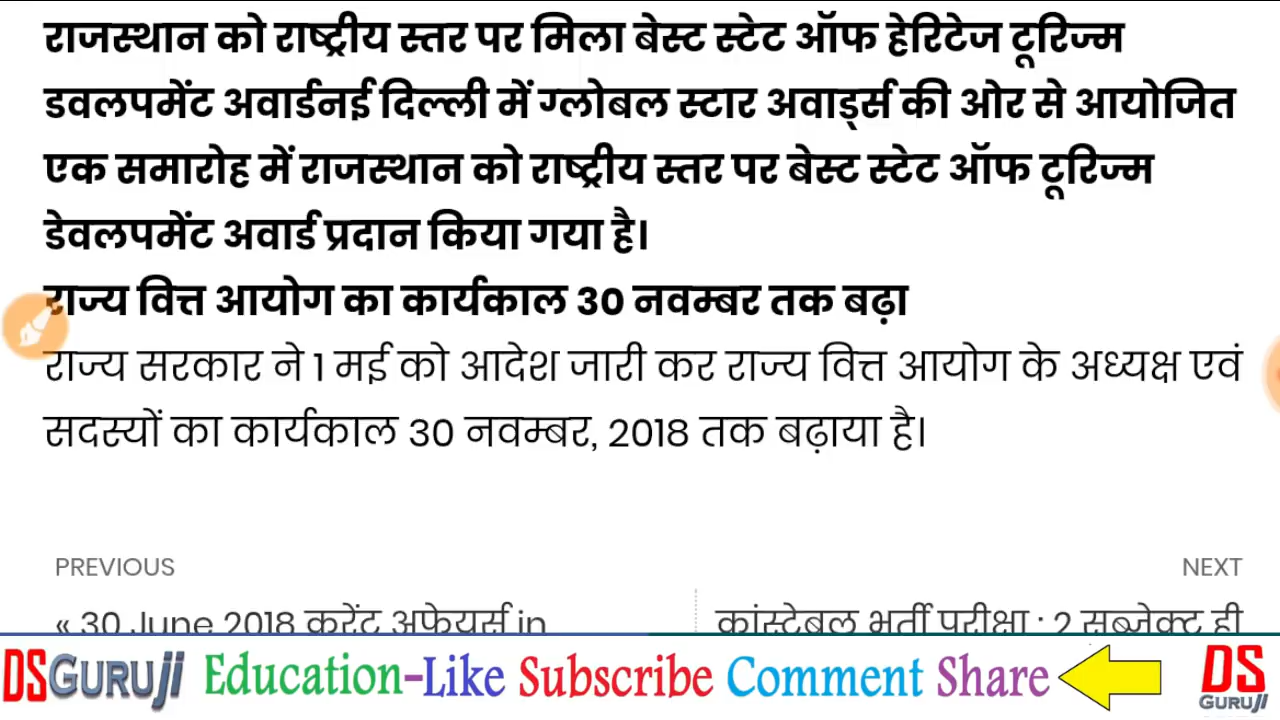 राजस्थान को राष्ट्रीय स्तर पर मिला बेस्ट स्टेट ऑफ हेरिटेज टूरिज्म
डवलपमेंट अवार्डनई दिल्ली में ग्लोबल स्टार अवार्ड्स की ओर से आयोजित
एक समारोह में राजस्थान को राष्ट्रीय स्तर पर बेस्ट स्टेट ऑफ टूरिज्म
डेवलपमेंट अवार्ड प्रदान किया गया है।
राज्य वित्त आयोग का कार्यकाल 30 नवम्बर तक बढ़ा
राज्य सरकार ने 1 मई को आदेश जारी कर राज्य वित्त आयोग के अध्यक्ष एवं
सदस्यों का कार्यकाल 30 नवम्बर, 2018 तक बढ़ाया है।
PREVIOUS
NEXT
« 30 June 2018 करेंट अफेयर्स in
कांस्टेबल भर्ती परीक्षा : 2 सब्जेक्ट ही
DSGURUji Education-Like Subscribe Comment Share DS
GURUJI